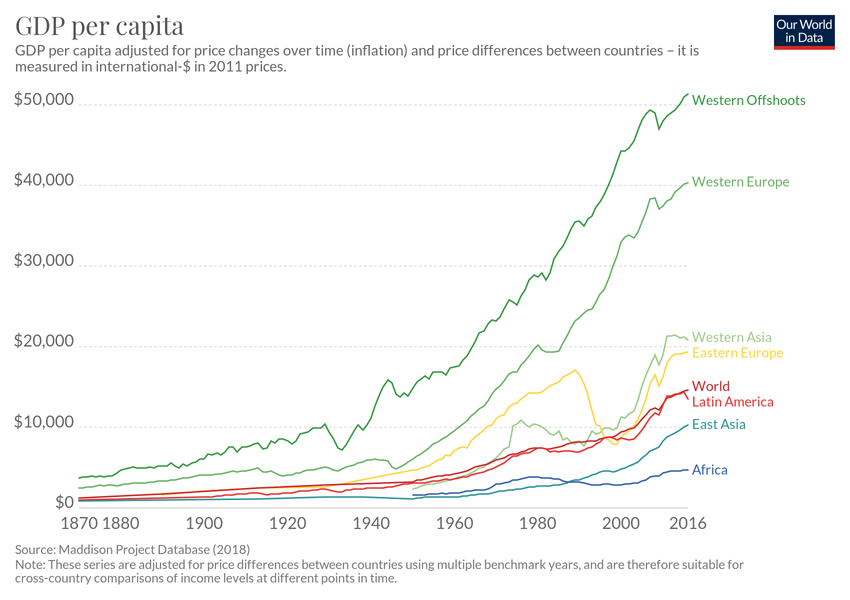 GDP per capita
Our World
in Data
GDP per capita adjusted for price changes over time (inflation) and price differences between countries – it is
measured in international-$ in 2011 prices.
$50,000
Western Offshoots
$40,000
Western Europe
$30,000
$20,000
Western Asia
Eastern Europe
World
Latin America
$10,000
East Asia
Africa
$0
1870 1880 1900 1920 1940 1960 1980 2000 2016
Source: Maddison Project Database (2018)
Note: These series are adjusted for price differences between countries using multiple benchmark years, and are therefore suitable for
cross-country comparisons of income levels at different points in time.